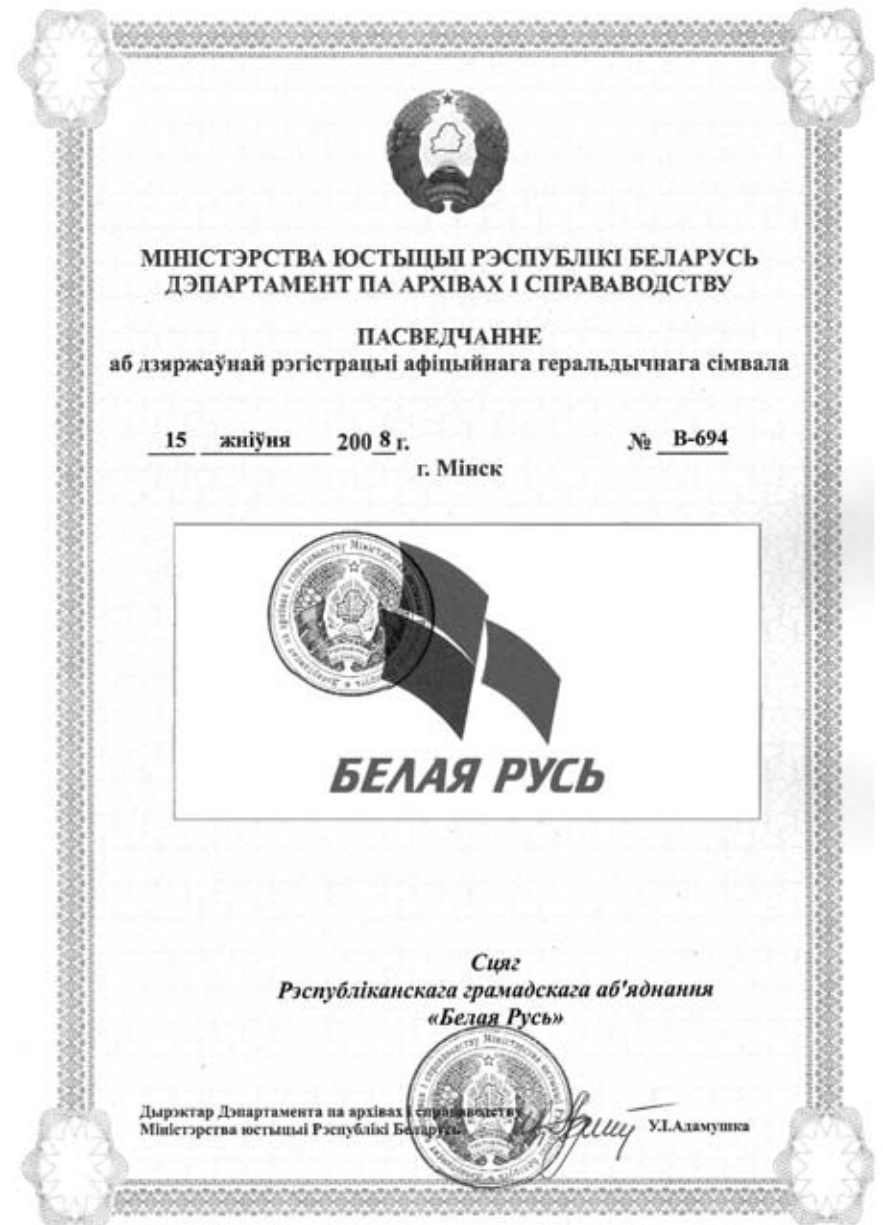 МІНІСТЭРСТВА ЮСТЫЦЫІ РЭСПУБЛІКІ БЕЛАРУСЬ
ДЭПАРТАМЕНТ ПА АРХІВАХ І СПРАВАВОДСТВУ
ПАСВЕДЧАННЕ
аб дзяржаўнай рэгістрацыі афіцыйнага геральдычнага сімвала
15 жніўня 2008 г. № В-694
г. Мінск
БЕЛАЯ РУСЬ
Сцяг
Рэспубліканскага грамадскага аб'яднання
«Белая Русь»
Дырэктар Дэпартамента па архівах і справаводству
Міністэрства юстыцыі Рэспублікі Беларусь У.І.Адамушка